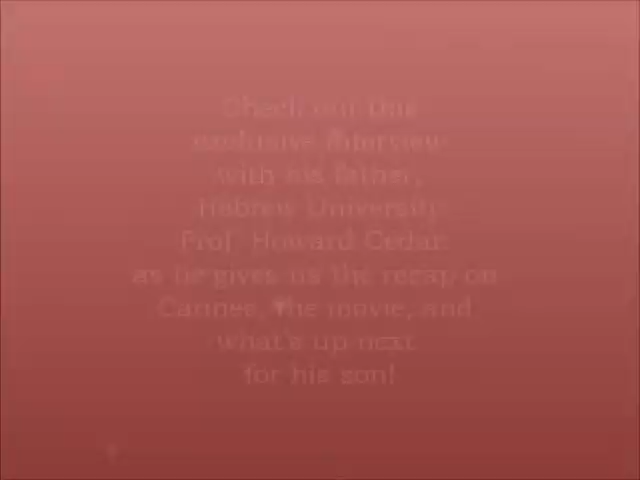 Check out this
exclusive interview
with his father,
Hebrew University
Prof. Howard Cedar
as he gives us the recap on
Cannes, the movie, and
what's up next
for his son!